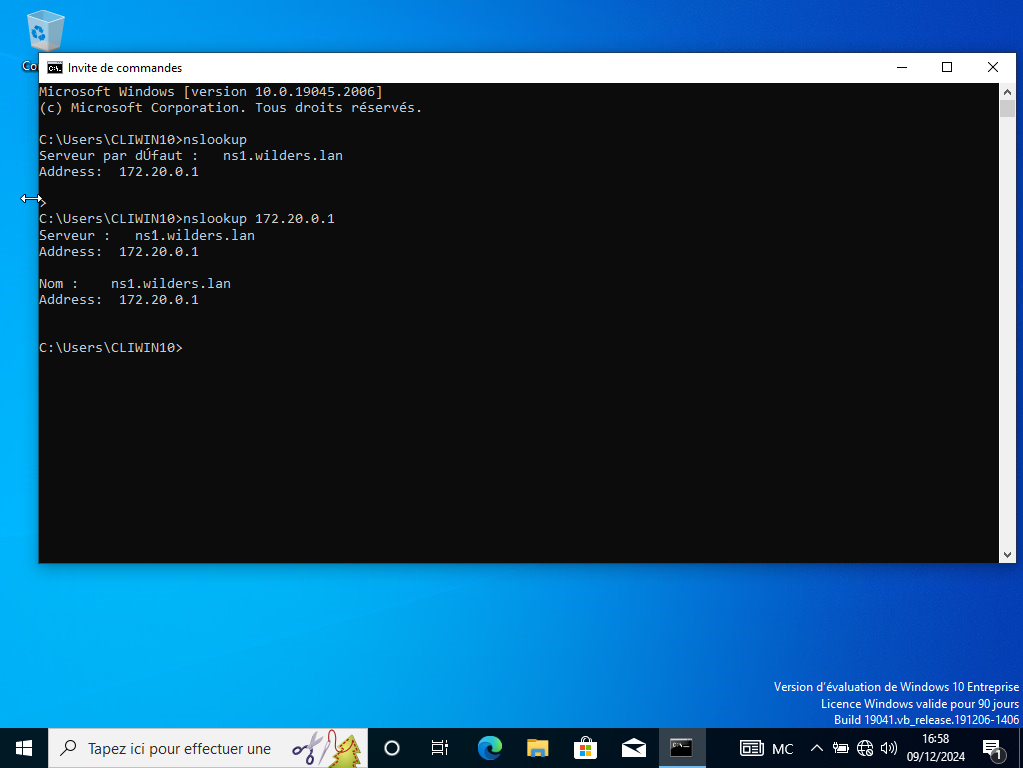 Co
Invite de commandes
Microsoft Windows [version 10.0.19045.2006]
(c) Microsoft Corporation. Tous droits réservés.
C:\Users\CLIWIN10>nslookup
Serveur par dÚfaut :   ns1.wilders.lan
Address:  172.20.0.1
>
C:\Users\CLIWIN10>nslookup 172.20.0.1
Serveur :   ns1.wilders.lan
Address:  172.20.0.1
Nom :    ns1.wilders.lan
Address:  172.20.0.1
C:\Users\CLIWIN10>
Version d'évaluation de Windows 10 Entreprise
Licence Windows valide pour 90 jours
Build 19041.vb_release.191206-1406
Tapez ici pour effectuer une
MC
16:58
09/12/2024
1